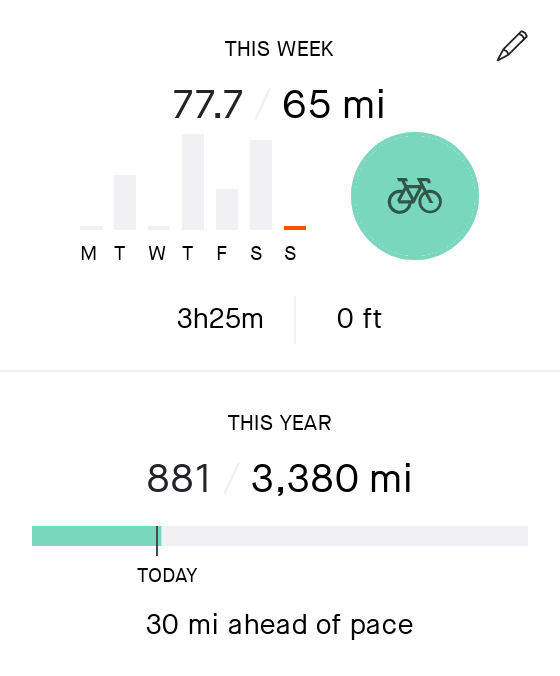 THIS WEEK
77.7 / 65 mi
M T W T F S S
3h25m 0 ft
THIS YEAR
881 / 3,380 mi
TODAY
30 mi ahead of pace